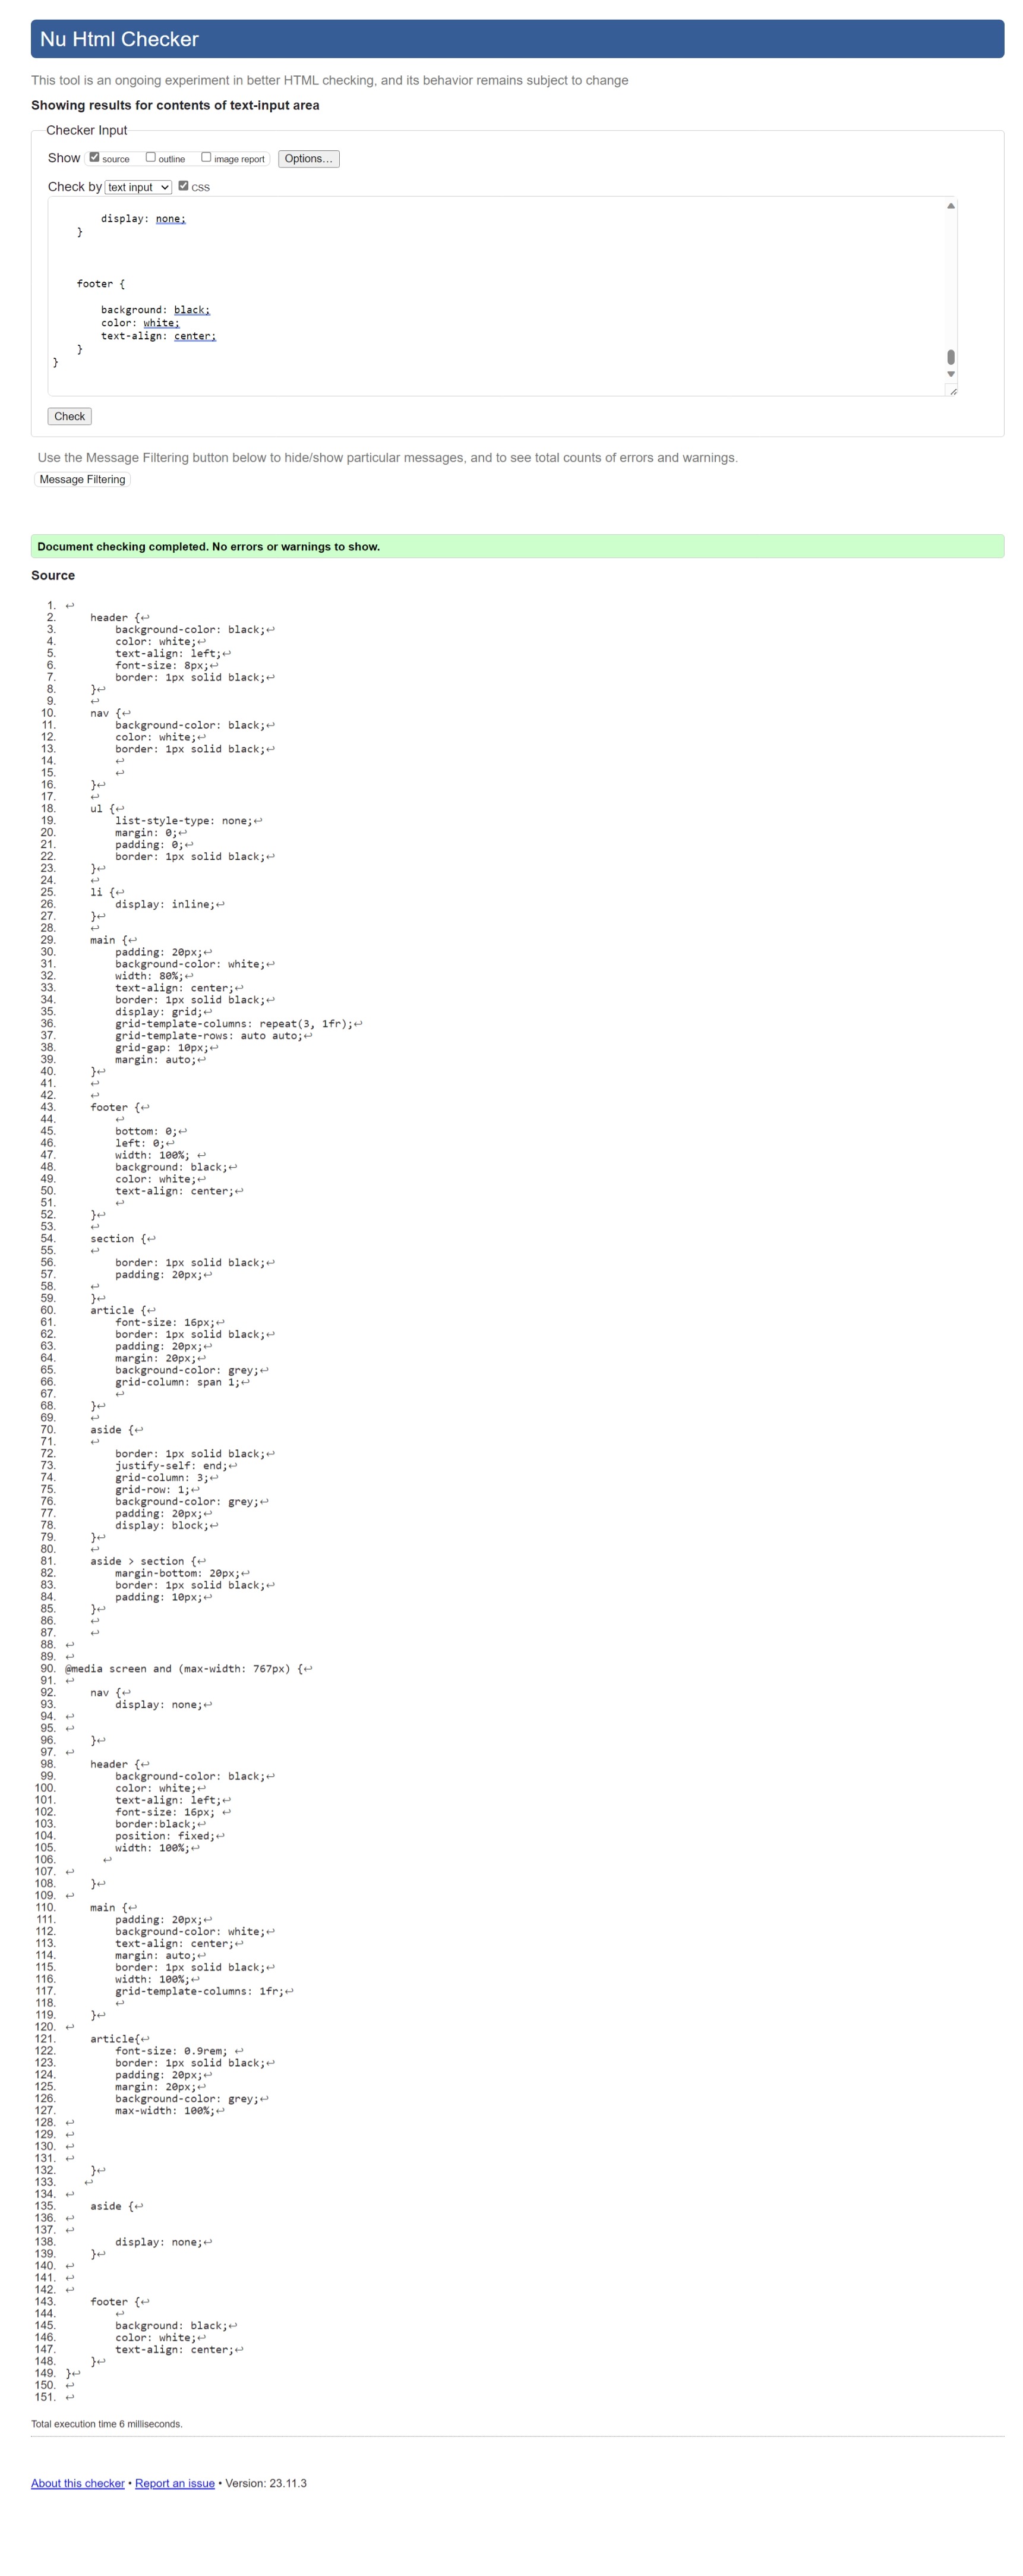 Nu Html Checker
This tool is an ongoing experiment in better HTML checking, and its behavior remains subject to change
Showing results for contents of text-input area
Checker Input
Show source outline image report Options...
Check by text input CSS
display: none;
}
footer {
background: black;
color: white;
text-align: center;
}
}
Check
Use the Message Filtering button below to hide/show particular messages, and to see total counts of errors and warnings.
Message Filtering
Document checking completed. No errors or warnings to show.
Source
1. ↩
2. header {↩
3. background-color: black;↩
4. color: white;↩
5. text-align: left;↩
6. font-size: 8px;↩
7. border: 1px solid black;↩
8. }↩
9. ↩
10. nav {↩
11. background-color: black;↩
12. color: white;↩
13. border: 1px solid black;↩
14. ↩
15. ↩
16. }↩
17. ↩
18. ul {↩
19. list-style-type: none;↩
20. margin: 0;↩
21. padding: 0;↩
22. border: 1px solid black;↩
23. }↩
24. ↩
25. li {↩
26. display: inline;↩
27. }↩
28. ↩
29. main {↩
30. padding: 20px;↩
31. background-color: white;↩
32. width: 80%;↩
33. text-align: center;↩
34. border: 1px solid black;↩
35. display: grid;↩
36. grid-template-columns: repeat(3, 1fr);↩
37. grid-template-rows: auto auto;↩
38. grid-gap: 10px;↩
39. margin: auto;↩
40. }↩
41. ↩
42. ↩
43. footer {↩
44. ↩
45. bottom: 0;↩
46. left: 0;↩
47. width: 100%; ↩
48. background: black;↩
49. color: white;↩
50. text-align: center;↩
51. ↩
52. }↩
53. ↩
54. section {↩
55. ↩
56. border: 1px solid black;↩
57. padding: 20px;↩
58. ↩
59. }↩
60. article {↩
61. font-size: 16px;↩
62. border: 1px solid black;↩
63. padding: 20px;↩
64. margin: 20px;↩
65. background-color: grey;↩
66. grid-column: span 1;↩
67. ↩
68. }↩
69. ↩
70. aside {↩
71. ↩
72. border: 1px solid black;↩
73. justify-self: end;↩
74. grid-column: 3;↩
75. grid-row: 1;↩
76. background-color: grey;↩
77. padding: 20px;↩
78. display: block;↩
79. }↩
80. ↩
81. aside > section {↩
82. margin-bottom: 20px;↩
83. border: 1px solid black;↩
84. padding: 10px;↩
85. }↩
86. ↩
87. ↩
88. ↩
89. ↩
90. @media screen and (max-width: 767px) {↩
91. ↩
92. nav {↩
93. display: none;↩
94. ↩
95. ↩
96. }↩
97. ↩
98. header {↩
99. background-color: black;↩
100. color: white;↩
101. text-align: left;↩
102. font-size: 16px; ↩
103. border:black;↩
104. position: fixed;↩
105. width: 100%;↩
106. ↩
107. ↩
108. }↩
109. ↩
110. main {↩
111. padding: 20px;↩
112. background-color: white;↩
113. text-align: center;↩
114. margin: auto;↩
115. border: 1px solid black;↩
116. width: 100%;↩
117. grid-template-columns: 1fr;↩
118. ↩
119. }↩
120. ↩
121. article{↩
122. font-size: 0.9rem; ↩
123. border: 1px solid black;↩
124. padding: 20px;↩
125. margin: 20px;↩
126. background-color: grey;↩
127. max-width: 100%;↩
128. ↩
129. ↩
130. ↩
131. ↩
132. }↩
133. ↩
134. ↩
135. aside {↩
136. ↩
137. ↩
138. display: none;↩
139. }↩
140. ↩
141. ↩
142. ↩
143. footer {↩
144. ↩
145. background: black;↩
146. color: white;↩
147. text-align: center;↩
148. }↩
149. }↩
150. ↩
151. ↩
Total execution time 6 milliseconds.
About this checker • Report an issue • Version: 23.11.3